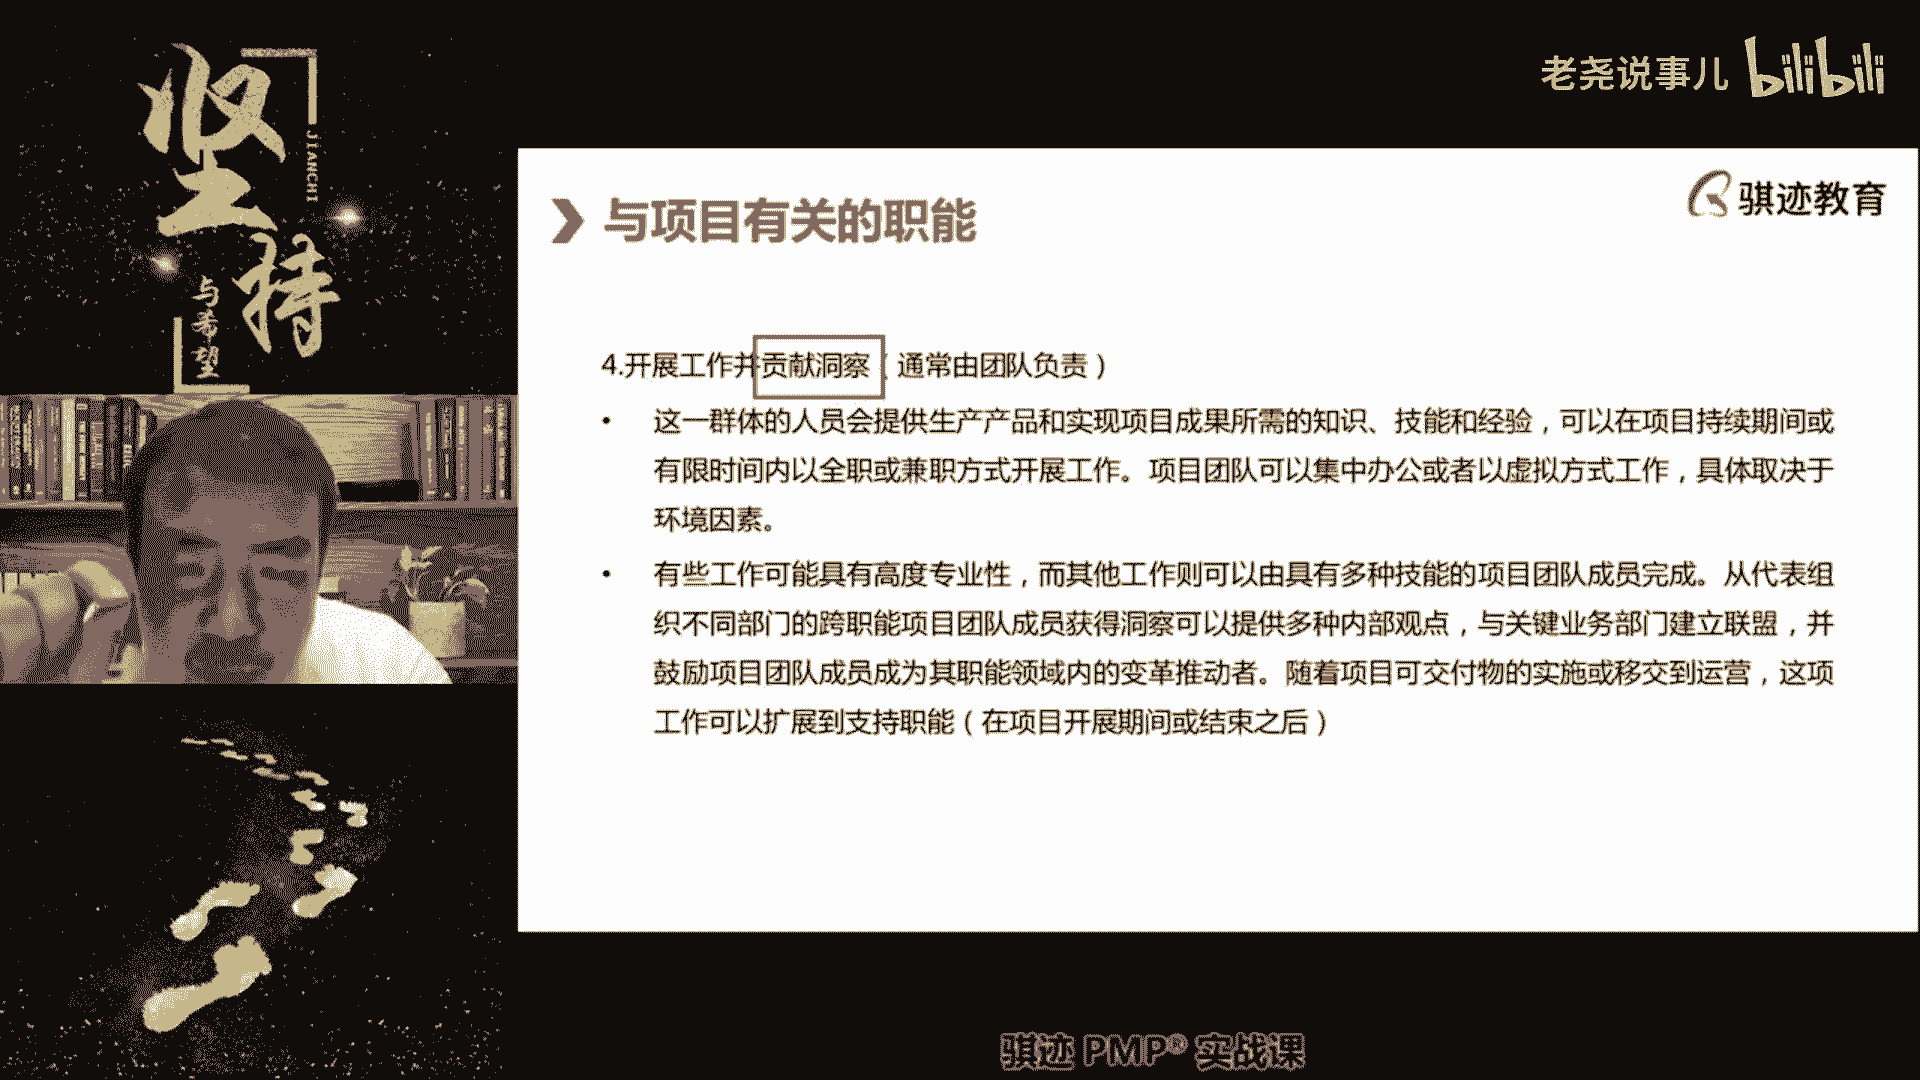 坚持
JIANCHI
与希望
老尧说事儿 bilibili
骐迹教育
与项目有关的职能
4.开展工作并贡献洞察（通常由团队负责）
• 这一群体的人员会提供生产产品和实现项目成果所需的知识、技能和经验，可以在项目持续期间或
有限时间内以全职或兼职方式开展工作。项目团队可以集中办公或者以虚拟方式工作，具体取决于
环境因素。
• 有些工作可能具有高度专业性，而其他工作则可以由具有多种技能的项目团队成员完成。从代表组
织不同部门的跨职能项目团队成员获得洞察可以提供多种内部观点，与关键业务部门建立联盟，并
鼓励项目团队成员成为其职能领域内的变革推动者。随着项目可交付物的实施或移交到运营，这项
工作可以扩展到支持职能（在项目开展期间或结束之后）
骐迹 PMP® 实战课